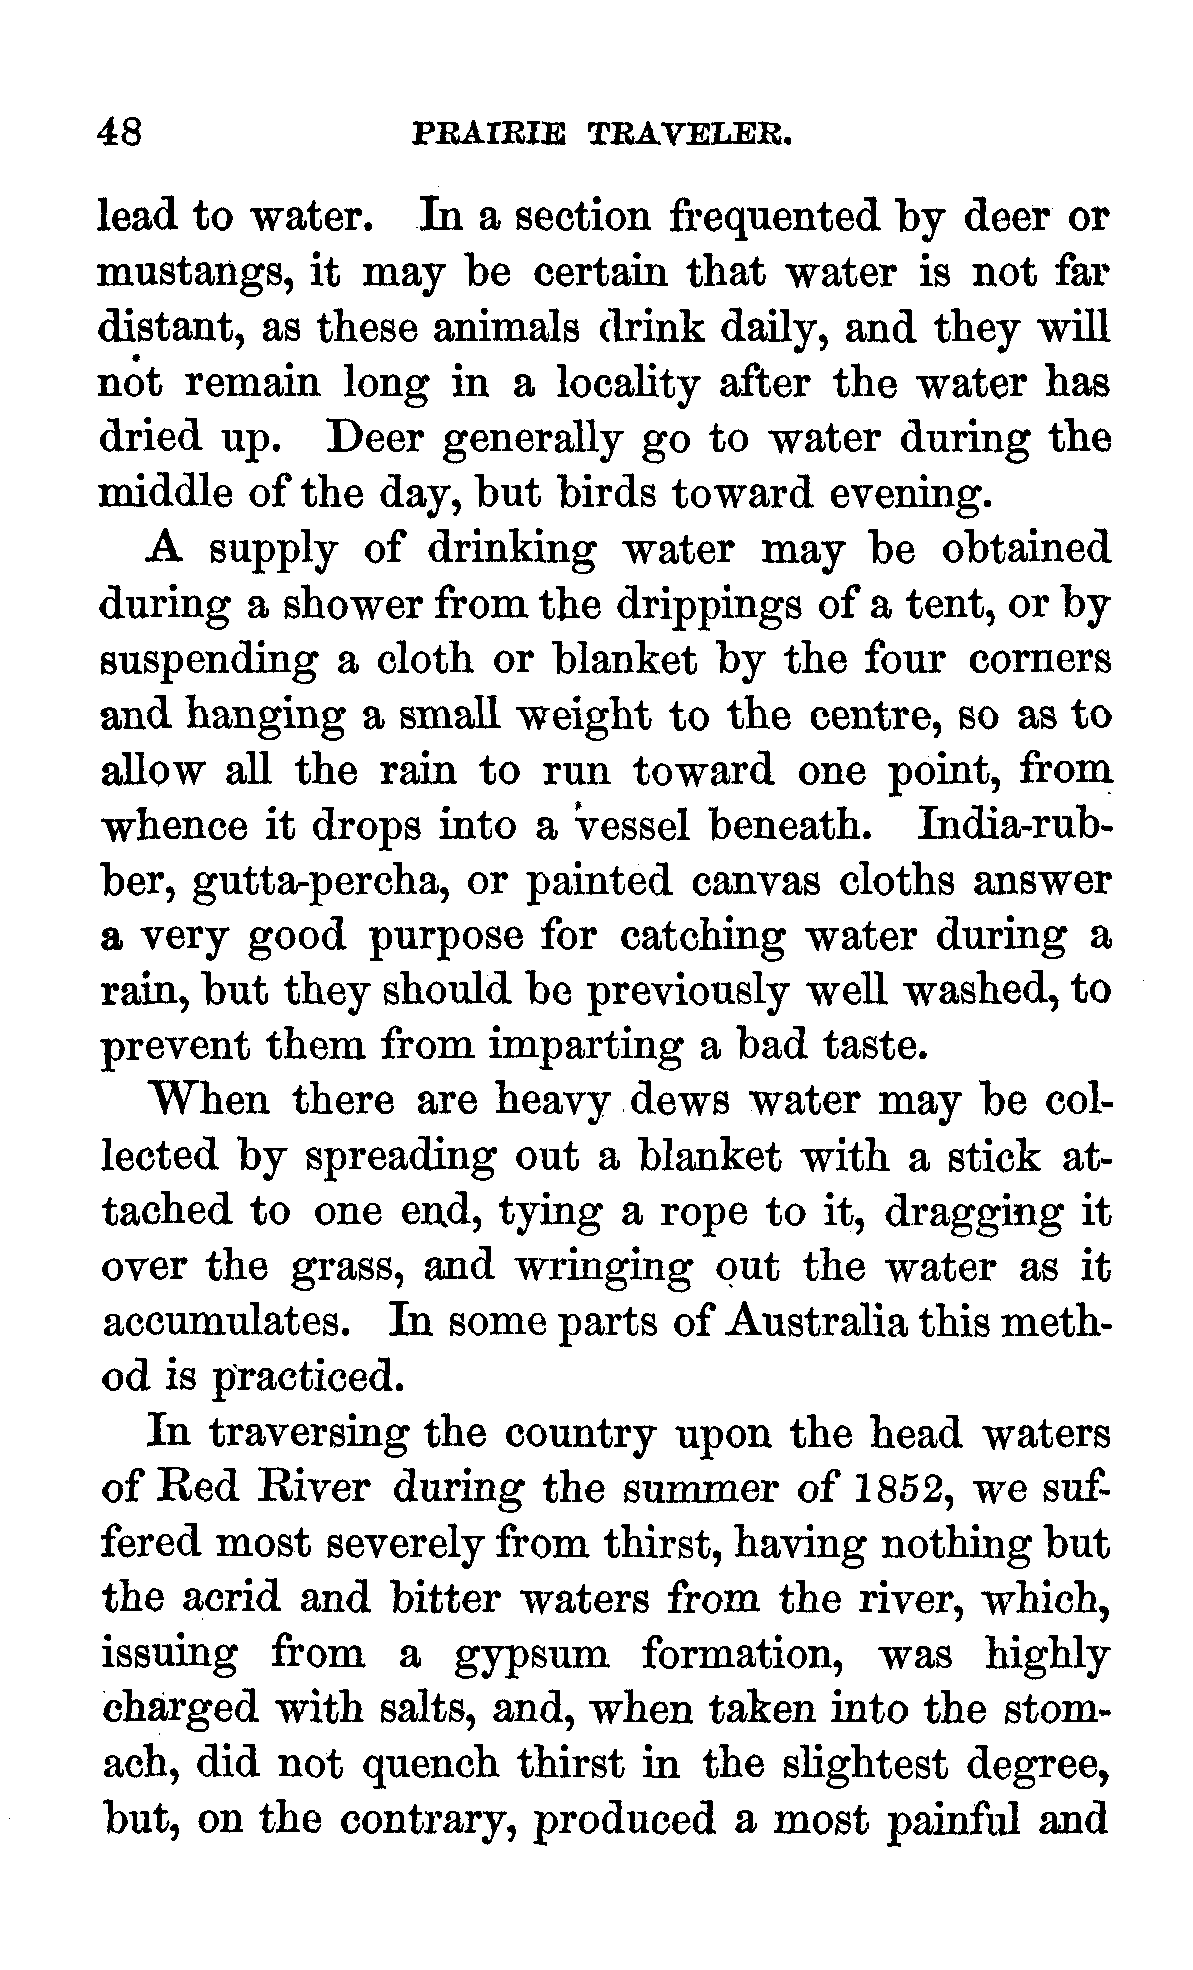 48 PRAIRIE TRAVELER.
lead to water. In a section frequented by deer or
mustangs, it may be certain that water is not far
distant, as these animals drink daily, and they will
not remain long in a locality after the water has
dried up. Deer generally go to water during the
middle of the day, but birds toward evening.
A supply of drinking water may be obtained
during a shower from the drippings of a tent, or by
suspending a cloth or blanket by the four corners
and hanging a small weight to the centre, so as to
allow all the rain to run toward one point, from
whence it drops into a vessel beneath. India-rub-
ber, gutta-percha, or painted canvas cloths answer
a very good purpose for catching water during a
rain, but they should be previously well washed, to
prevent them from imparting a bad taste.
When there are heavy dews water may be col-
lected by spreading out a blanket with a stick at-
tached to one end, tying a rope to it, dragging it
over the grass, and wringing out the water as it
accumulates. In some parts of Australia this meth-
od is practiced.
In traversing the country upon the head waters
of Red River during the summer of 1852, we suf-
fered most severely from thirst, having nothing but
the acrid and bitter waters from the river, which,
issuing from a gypsum formation, was highly
charged with salts, and, when taken into the stom-
ach, did not quench thirst in the slightest degree,
but, on the contrary, produced a most painful and